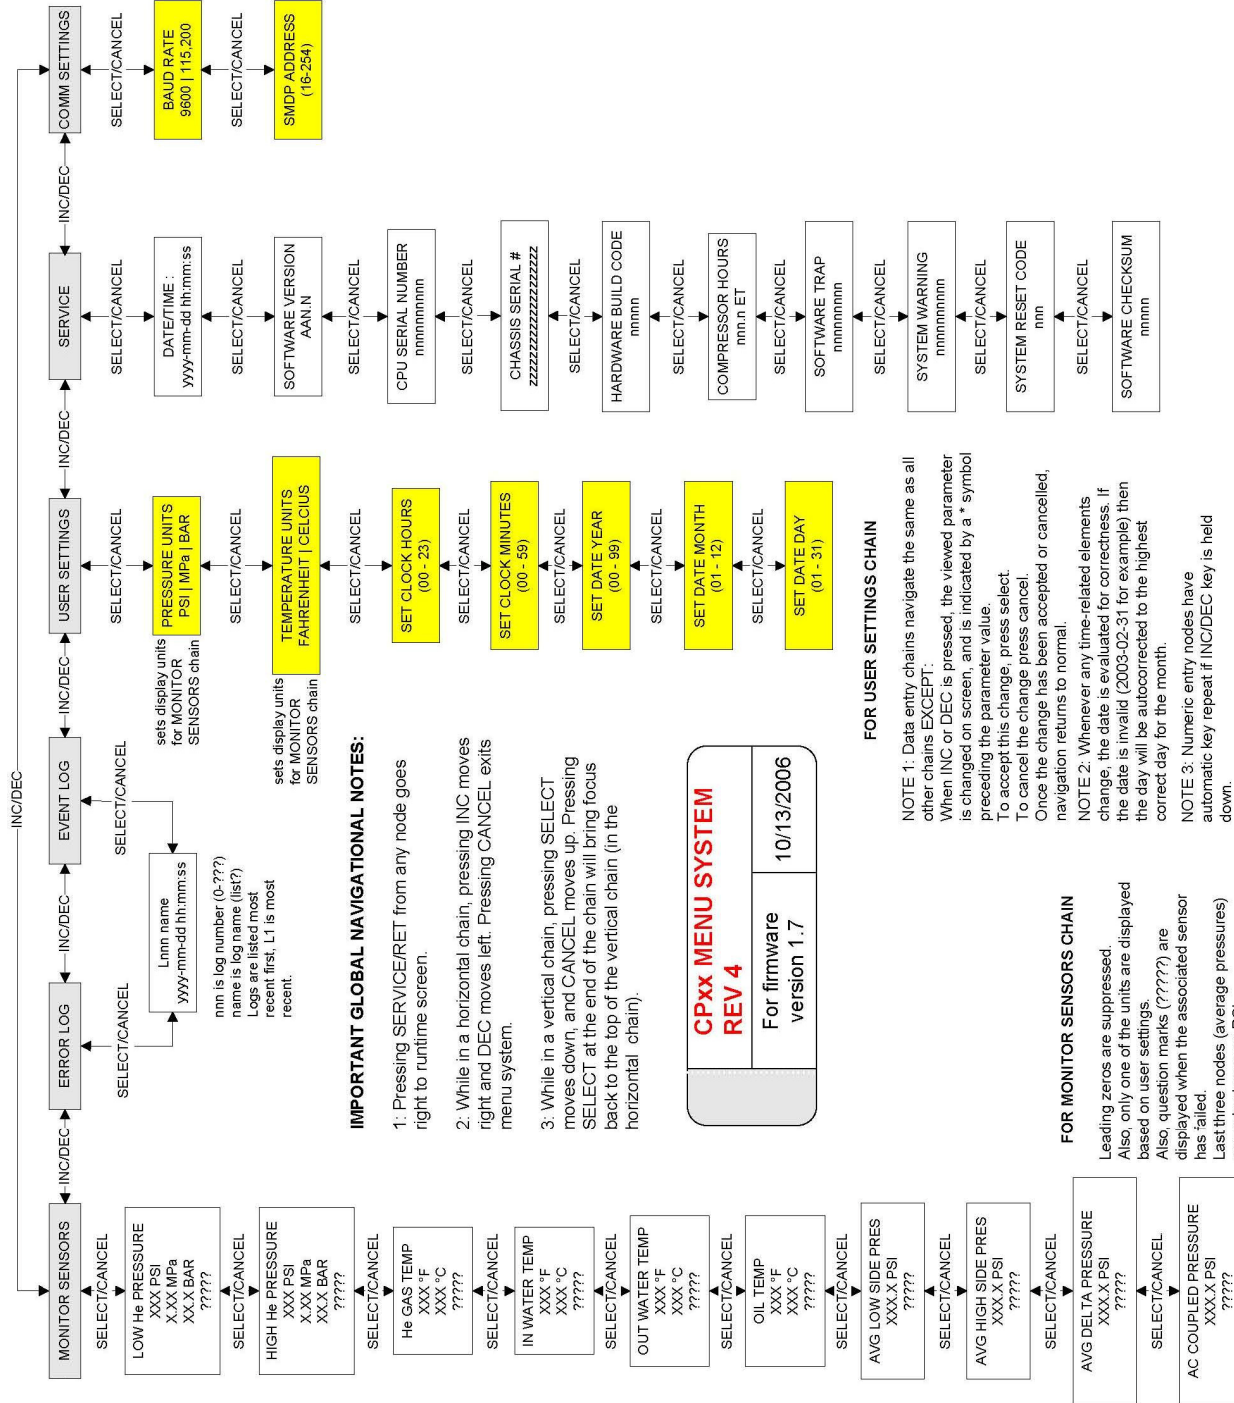 INC/DEC
MONITOR SENSORS
INC/DEC
ERROR LOG
INC/DEC
EVENT LOG
INC/DEC
USER SETTINGS
INC/DEC
SERVICE
INC/DEC
COMM SETTINGS
SELECT/CANCEL
LOW He PRESSURE
XXX PSI
X.XX MPa
XX.X BAR
?????
SELECT/CANCEL
HIGH He PRESSURE
XXX PSI
X.XX MPa
XX.X BAR
?????
SELECT/CANCEL
He GAS TEMP
XXX °F
XXX °C
?????
SELECT/CANCEL
IN WATER TEMP
XXX °F
XXX °C
?????
SELECT/CANCEL
OUT WATER TEMP
XXX °F
XXX °C
?????
SELECT/CANCEL
OIL TEMP
XXX °F
XXX °C
?????
SELECT/CANCEL
AVG LOW SIDE PRES
XXX.X PSI
?????
SELECT/CANCEL
AVG HIGH SIDE PRES
XXX.X PSI
?????
SELECT/CANCEL
AVG DELTA PRESSURE
XXX.X PSI
?????
SELECT/CANCEL
AC COUPLED PRESSURE
XXX.X PSI
?????
SELECT/CANCEL
SELECT/CANCEL
Lnnn name
yyyy-mm-dd hh:mm:ss
nnn is log number (0-???)
name is log name (list?)
Logs are listed most
recent first, L1 is most
recent.
SELECT/CANCEL
PRESSURE UNITS
PSI | MPa | BAR
sets display units
for MONITOR
SENSORS chain
SELECT/CANCEL
TEMPERATURE UNITS
FAHRENHEIT | CELCIUS
sets display units
for MONITOR
SENSORS chain
SELECT/CANCEL
SET CLOCK HOURS
(00 - 23)
SELECT/CANCEL
SET CLOCK MINUTES
(00 - 59)
SELECT/CANCEL
SET DATE YEAR
(00 - 99)
SELECT/CANCEL
SET DATE MONTH
(01 - 12)
SELECT/CANCEL
SET DATE DAY
(01 - 31)
SELECT/CANCEL
DATE/TIME :
yyyy-mm-dd hh:mm:ss
SELECT/CANCEL
SOFTWARE VERSION
AAN.N
SELECT/CANCEL
CPU SERIAL NUMBER
nnnnnnnnnn
SELECT/CANCEL
CHASSIS SERIAL #
SELECT/CANCEL
HARDWARE BUILD CODE
nnnnn
SELECT/CANCEL
COMPRESSOR HOURS
nnn.n ET
SELECT/CANCEL
SOFTWARE TRAP
nnnnnnnnn
SELECT/CANCEL
SYSTEM WARNING
nnnnnnnnn
SELECT/CANCEL
SYSTEM RESET CODE
nnn
SELECT/CANCEL
SOFTWARE CHECKSUM
nnnnn
SELECT/CANCEL
BAUD RATE
9600 | 115,200
SELECT/CANCEL
SMDP ADDRESS
(16-254)
IMPORTANT GLOBAL NAVIGATIONAL NOTES:
1: Pressing SERVICE/RET from any node goes
right to runtime screen.
2: While in a horizontal chain, pressing INC moves
right and DEC moves left. Pressing CANCEL exits
menu system.
3: While in a vertical chain, pressing SELECT
moves down, and CANCEL moves up. Pressing
SELECT at the end of the chain will bring focus
back to the top of the vertical chain (in the
horizontal chain).
CPxx MENU SYSTEM
REV 4
For firmware
version 1.7
10/13/2006
FOR MONITOR SENSORS CHAIN
Leading zeros are suppressed.
Also, only one of the units are displayed
based on user settings.
Also, question marks (?????) are
displayed when the associated sensor
has failed.
Last three nodes (average pressures)
FOR USER SETTINGS CHAIN
NOTE 1: Data entry chains navigate the same as all
other chains EXCEPT:
When INC or DEC is pressed, the viewed parameter
is changed on screen, and is indicated by a * symbol
preceding the parameter value.
To accept this change, press select.
To cancel the change press cancel.
Once the change has been accepted or cancelled,
navigation returns to normal.
NOTE 2: Whenever any time-related elements
change, the date is evaluated for correctness. If
the date is invalid (2003-02-31 for example) then
the day will be autocorrected to the highest
correct day for the month.
NOTE 3: Numeric entry nodes have
automatic key repeat if INC/DEC key is held
down.